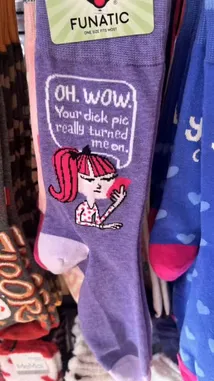 FUNATIC
ONE SIZE FITS MOST
OH. WOW.
Your dick pic
really turned
me on.